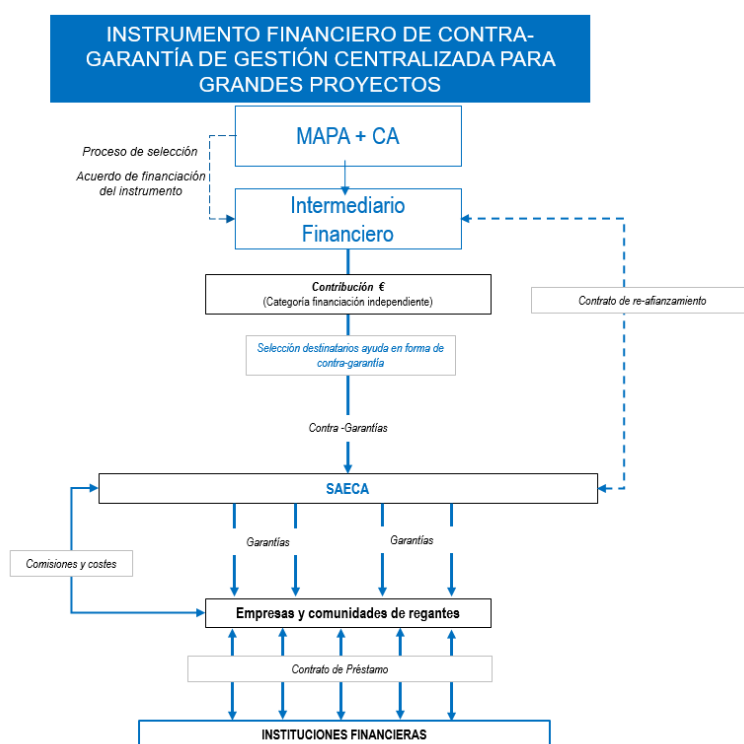 INSTRUMENTO FINANCIERO DE CONTRA-
GARANTÍA DE GESTIÓN CENTRALIZADA PARA
GRANDES PROYECTOS
MAPA + CA
Proceso de selección
Acuerdo de financiación
del instrumento
Intermediario
Financiero
Contribución €
(Categoría financiación independiente)
Contrato de re-afianzamiento
Selección destinatarios ayuda en forma de
contra-garantía
Contra -Garantías
SAECA
Garantías
Garantías
Comisiones y costes
Empresas y comunidades de regantes
Contrato de Préstamo
INSTITUCIONES FINANCIERAS